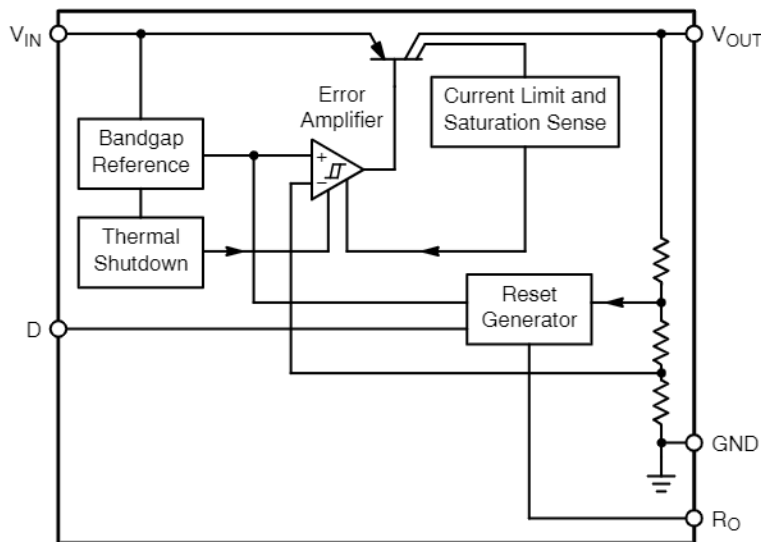 VIN
VOUT
Error
Amplifier
Current Limit and
Saturation Sense
Bandgap
Reference
+
−
Thermal
Shutdown
Reset
Generator
D
GND
RO